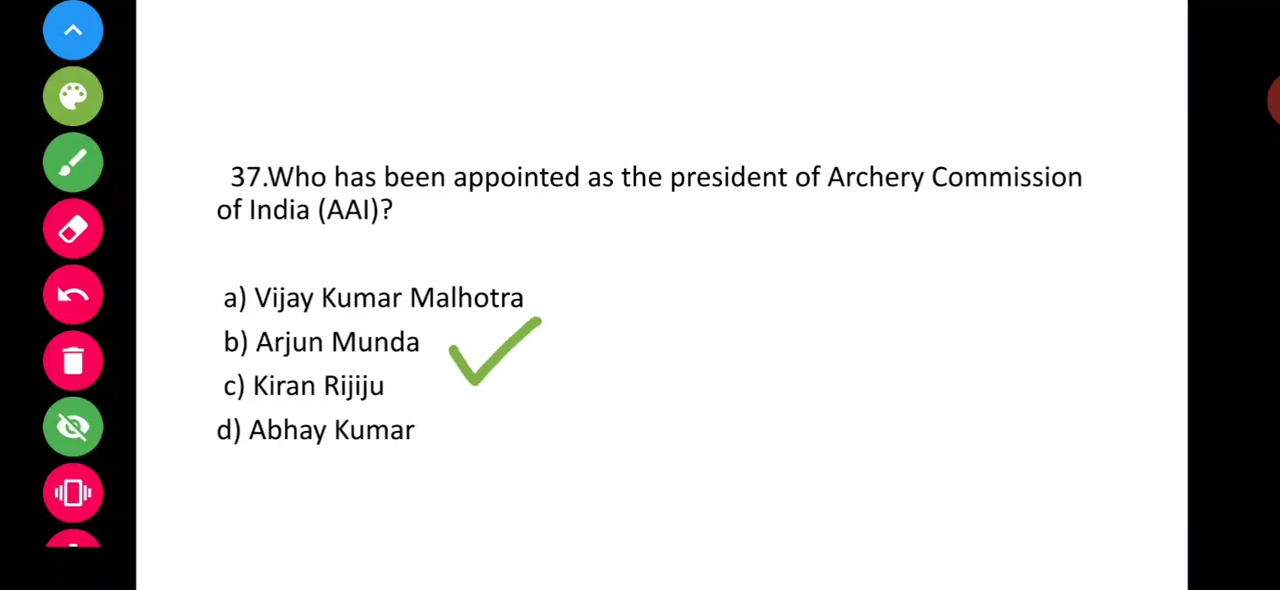 37.Who has been appointed as the president of Archery Commission
of India (AAI)?
a) Vijay Kumar Malhotra
b) Arjun Munda
c) Kiran Rijiju
d) Abhay Kumar